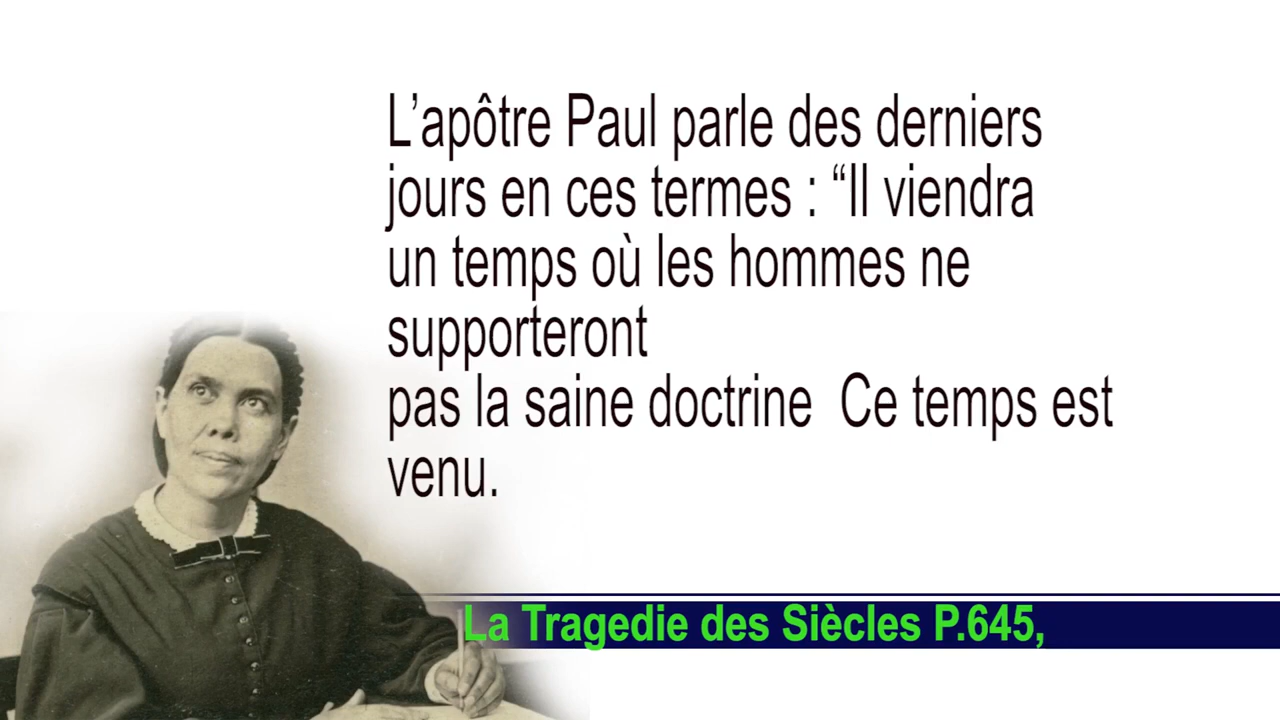 L’apôtre Paul parle des derniers
jours en ces termes : “Il viendra
un temps où les hommes ne
supporteront
pas la saine doctrine  Ce temps est
venu.
La Tragedie des Siècles P.645,